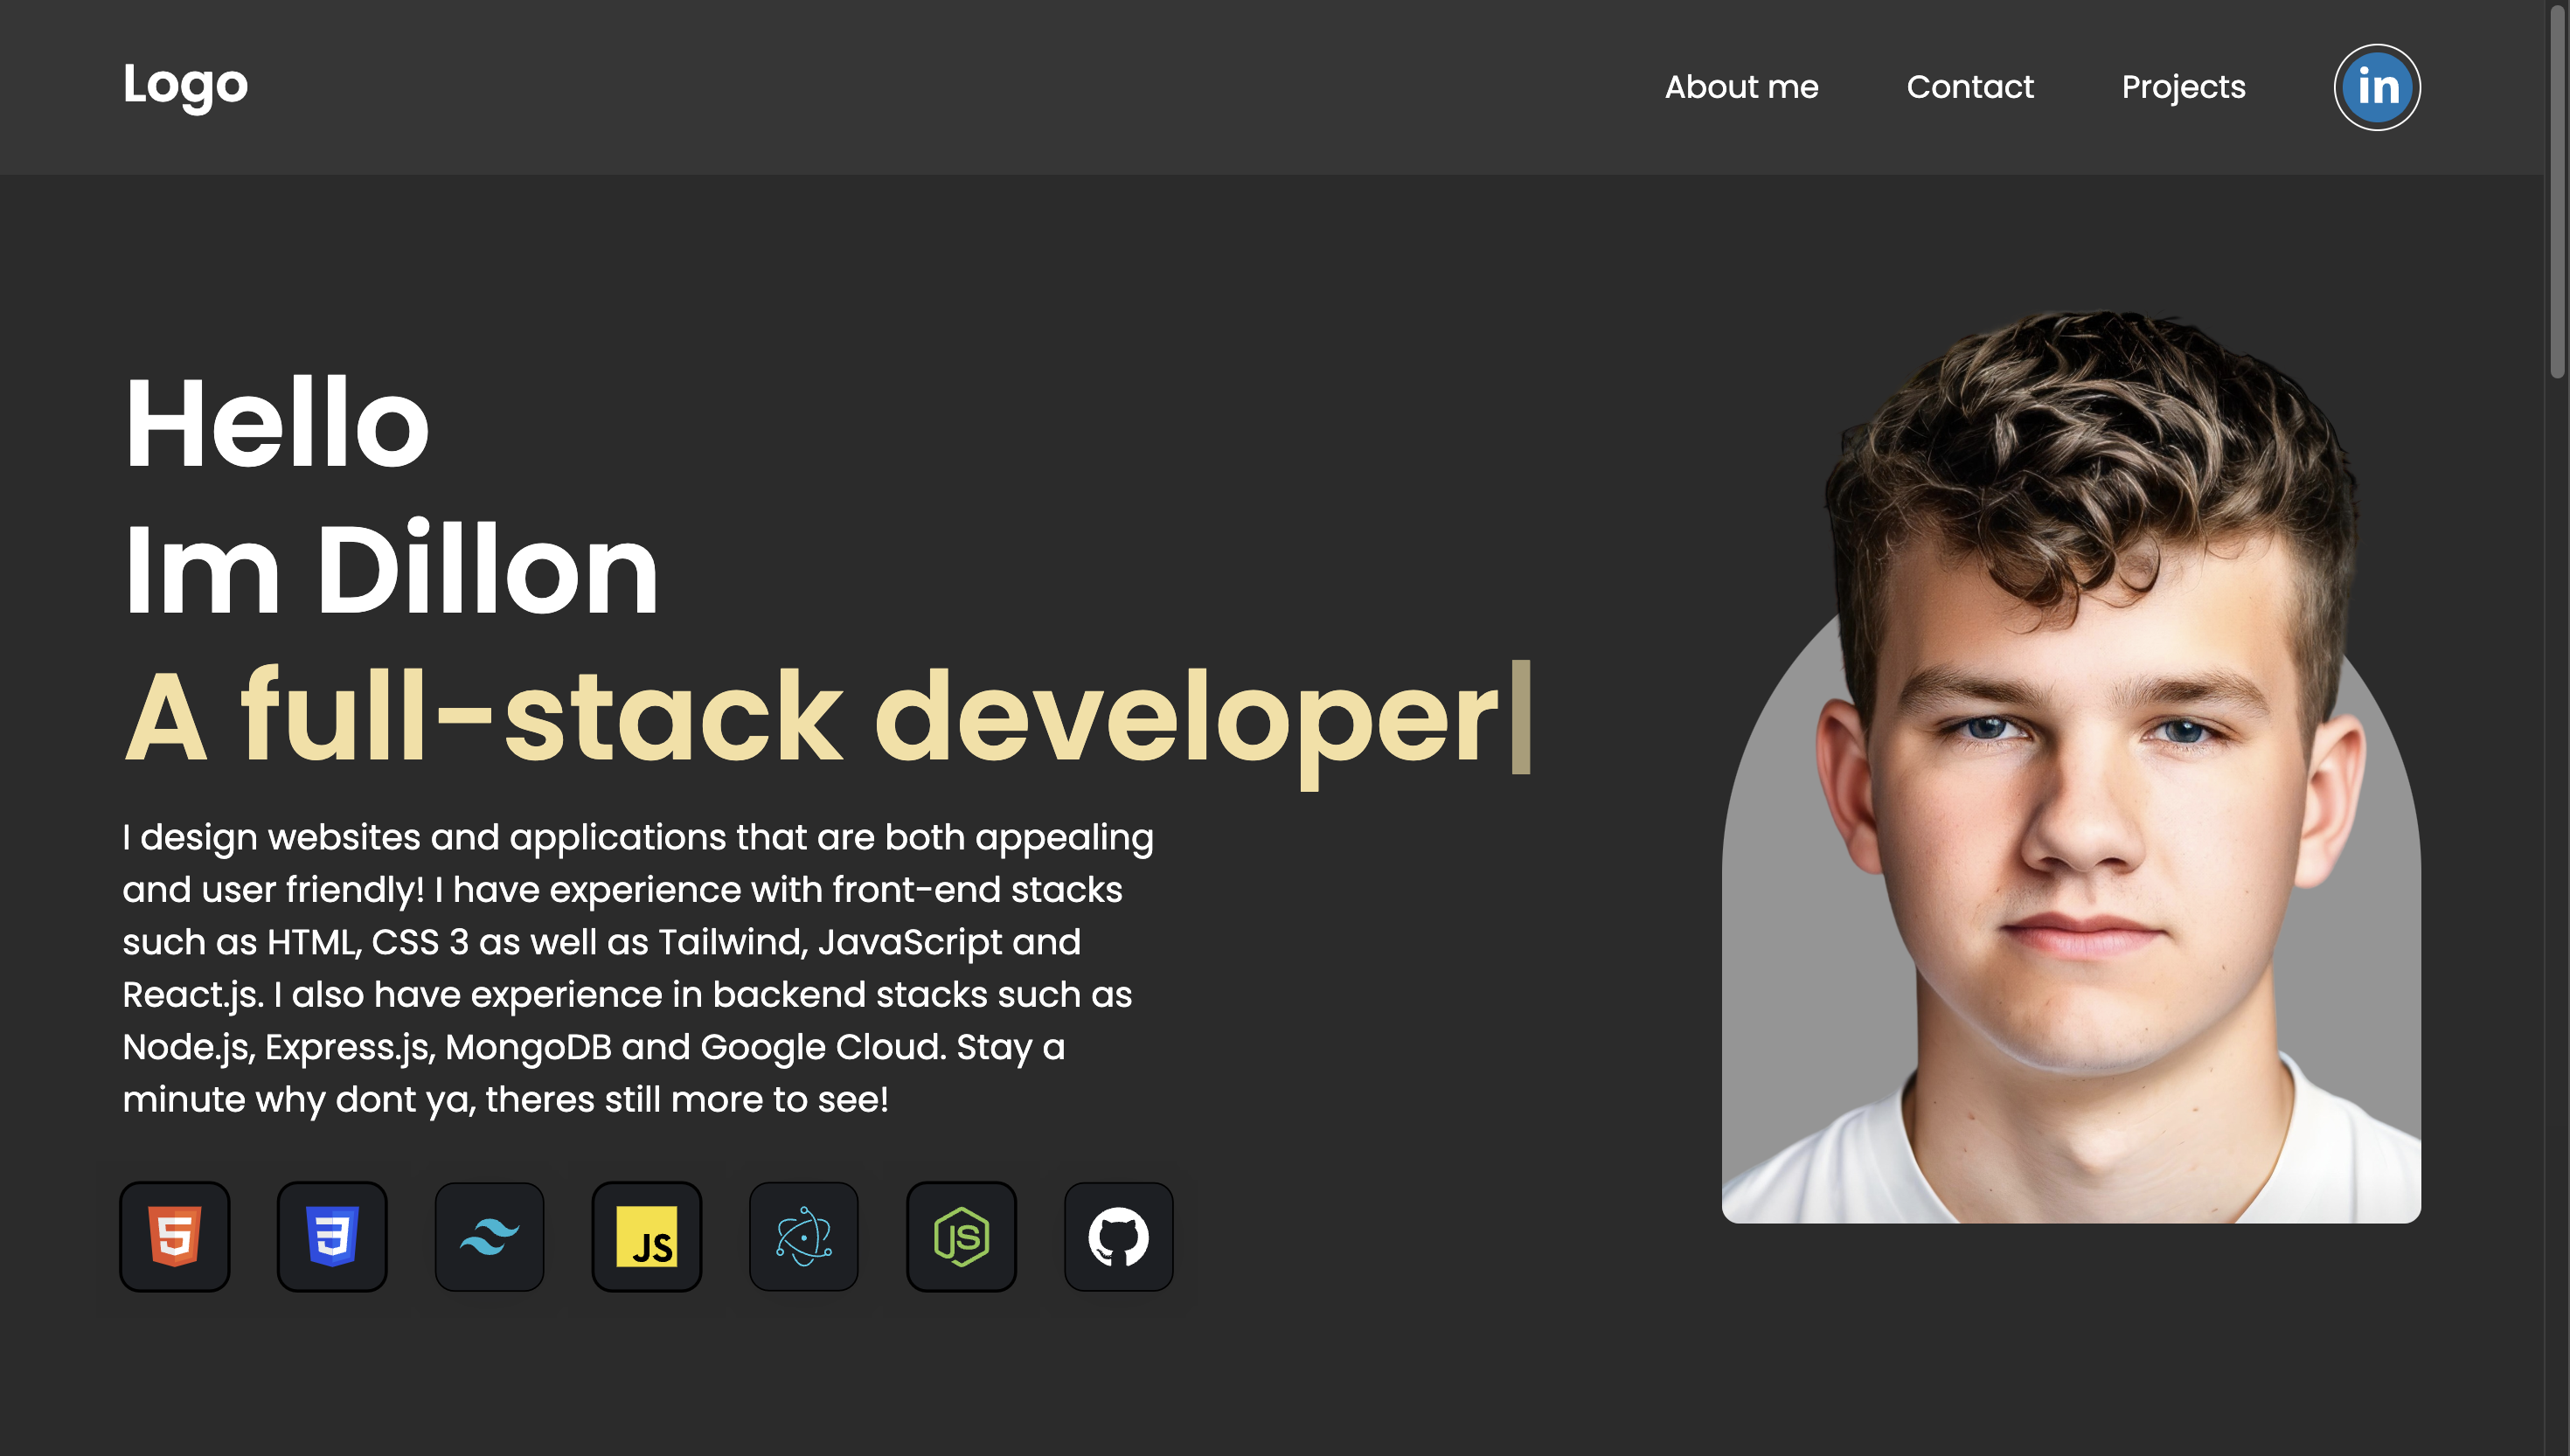 Logo
About me
Contact
Projects
in
Hello
Im Dillon
A full-stack developer
I design websites and applications that are both appealing
and user friendly! I have experience with front-end stacks
such as HTML, CSS 3 as well as Tailwind, JavaScript and
React.js. I also have experience in backend stacks such as
Node.js, Express.js, MongoDB and Google Cloud. Stay a
minute why dont ya, theres still more to see!
5
3
JS
JS